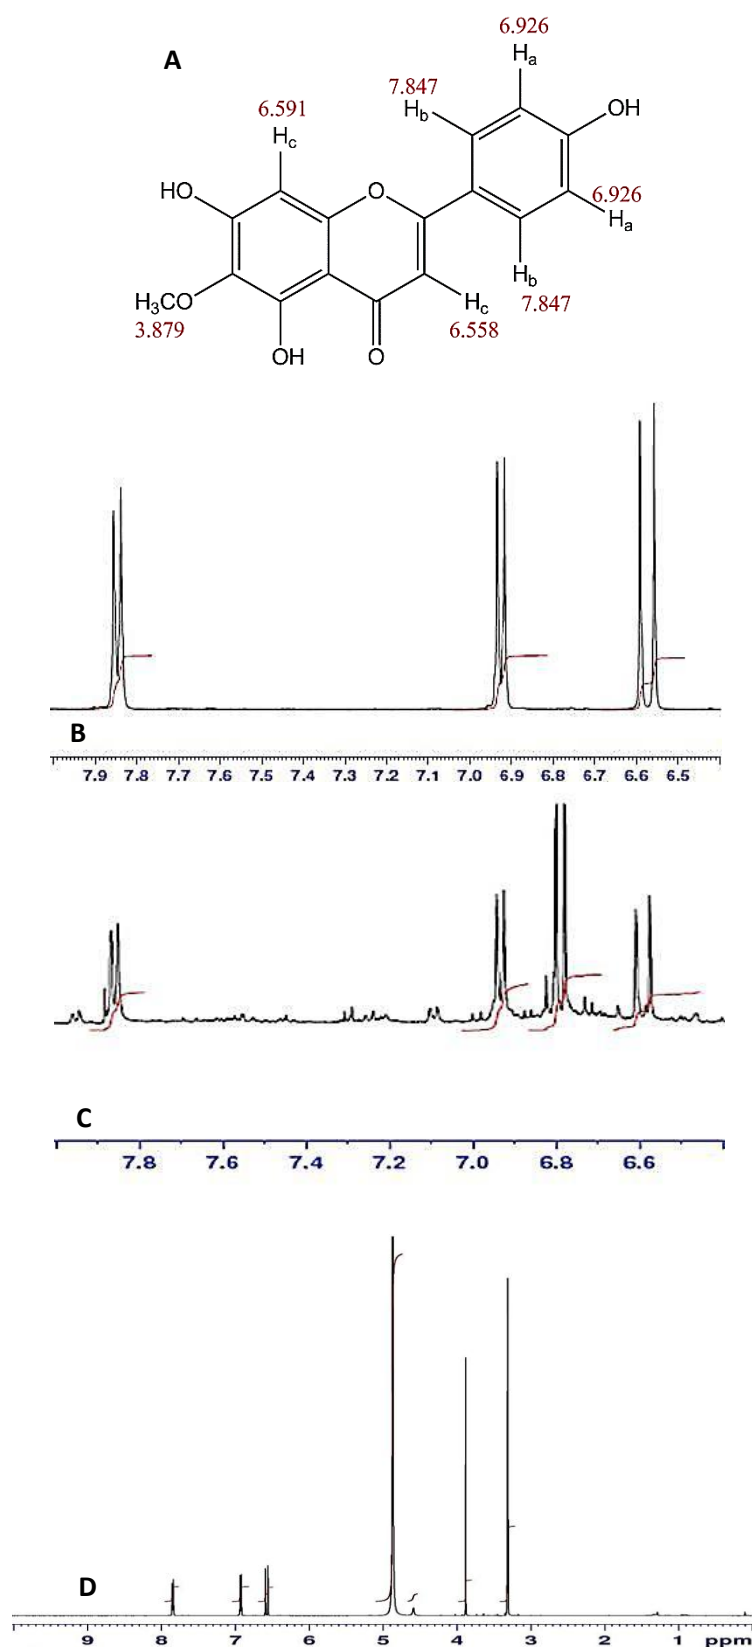 6.926
A
Ha
7.847
6.591
Hb
OH
Hc
HO
O
6.926
Ha
H3CO
Hb
3.879
Hc
7.847
6.558
OH
O
B
7.9 7.8 7.7 7.6 7.5 7.4 7.3 7.2 7.1 7.0 6.9 6.8 6.7 6.6 6.5
C
7.8 7.6 7.4 7.2 7.0 6.8 6.6
D
9 8 7 6 5 4 3 2 1 ppm